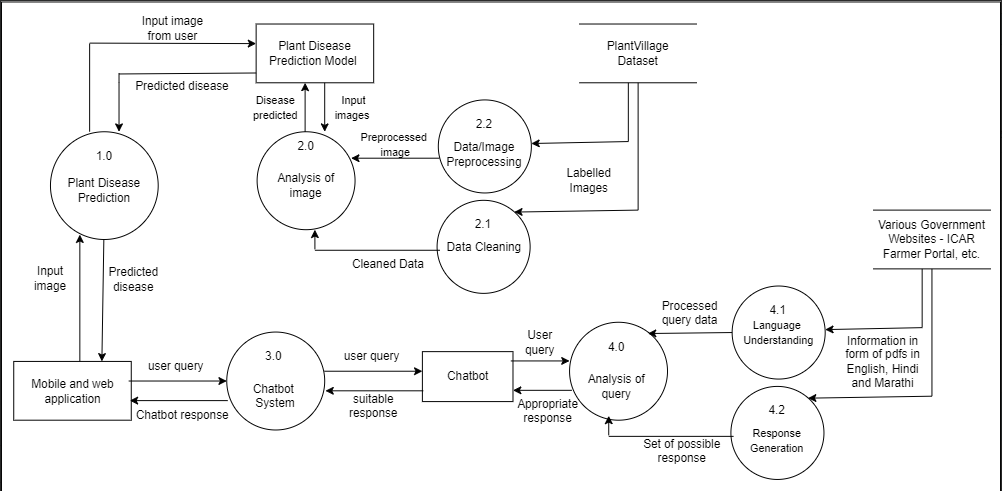 Input image
from user
Plant Disease
Prediction Model
PlantVillage
Dataset
Predicted disease
Disease
predicted
Input
images
1.0
Plant Disease
Prediction
2.0
Analysis of
image
Preprocessed
image
2.2
Data/Image
Preprocessing
Labelled
Images
2.1
Data Cleaning
Cleaned Data
Various Government
Websites - ICAR
Farmer Portal, etc.
Input
image
Predicted
disease
Mobile and web
application
user query
Chatbot response
3.0
Chatbot
System
user query
suitable
response
Chatbot
User
query
Appropriate
response
4.0
Analysis of
query
Processed
query data
4.1
Language
Understanding
Information in
form of pdfs in
English, Hindi
and Marathi
4.2
Response
Generation
Set of possible
response